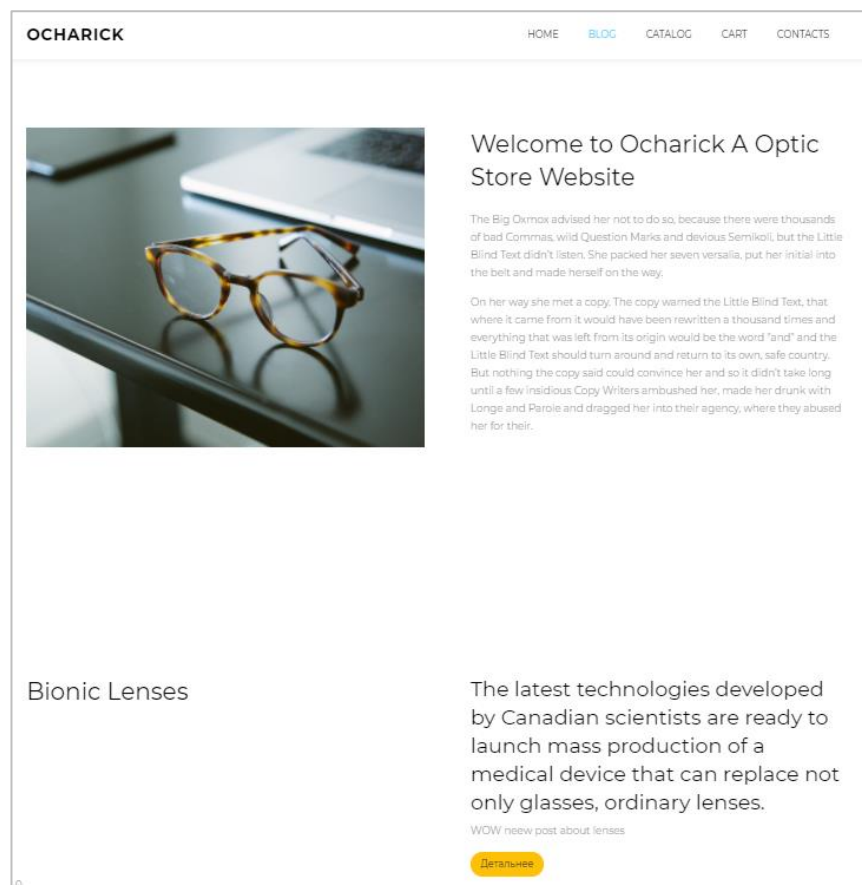 OCHARICK
HOME BLOG CATALOG CART CONTACTS
Welcome to Ocharick A Optic
Store Website
The Big Oxmox advised her not to do so, because there were thousands
of bad Commas, wild Question Marks and devious Semikoli, but the Little
Blind Text didn't listen. She packed her seven versalia, put her initial into
the belt and made herself on the way.
On her way she met a copy. The copy warned the Little Blind Text, that
where it came from it would have been rewritten a thousand times and
everything that was left from its origin would be the word "and" and the
Little Blind Text should turn around and return to its own, safe country.
But nothing the copy said could convince her and so it didn't take long
until a few insidious Copy Writers ambushed her, made her drunk with
Longe and Parole and dragged her into their agency, where they abused
her for their.
Bionic Lenses
The latest technologies developed
by Canadian scientists are ready to
launch mass production of a
medical device that can replace not
only glasses, ordinary lenses.
WOW neew post about lenses
Детальнее